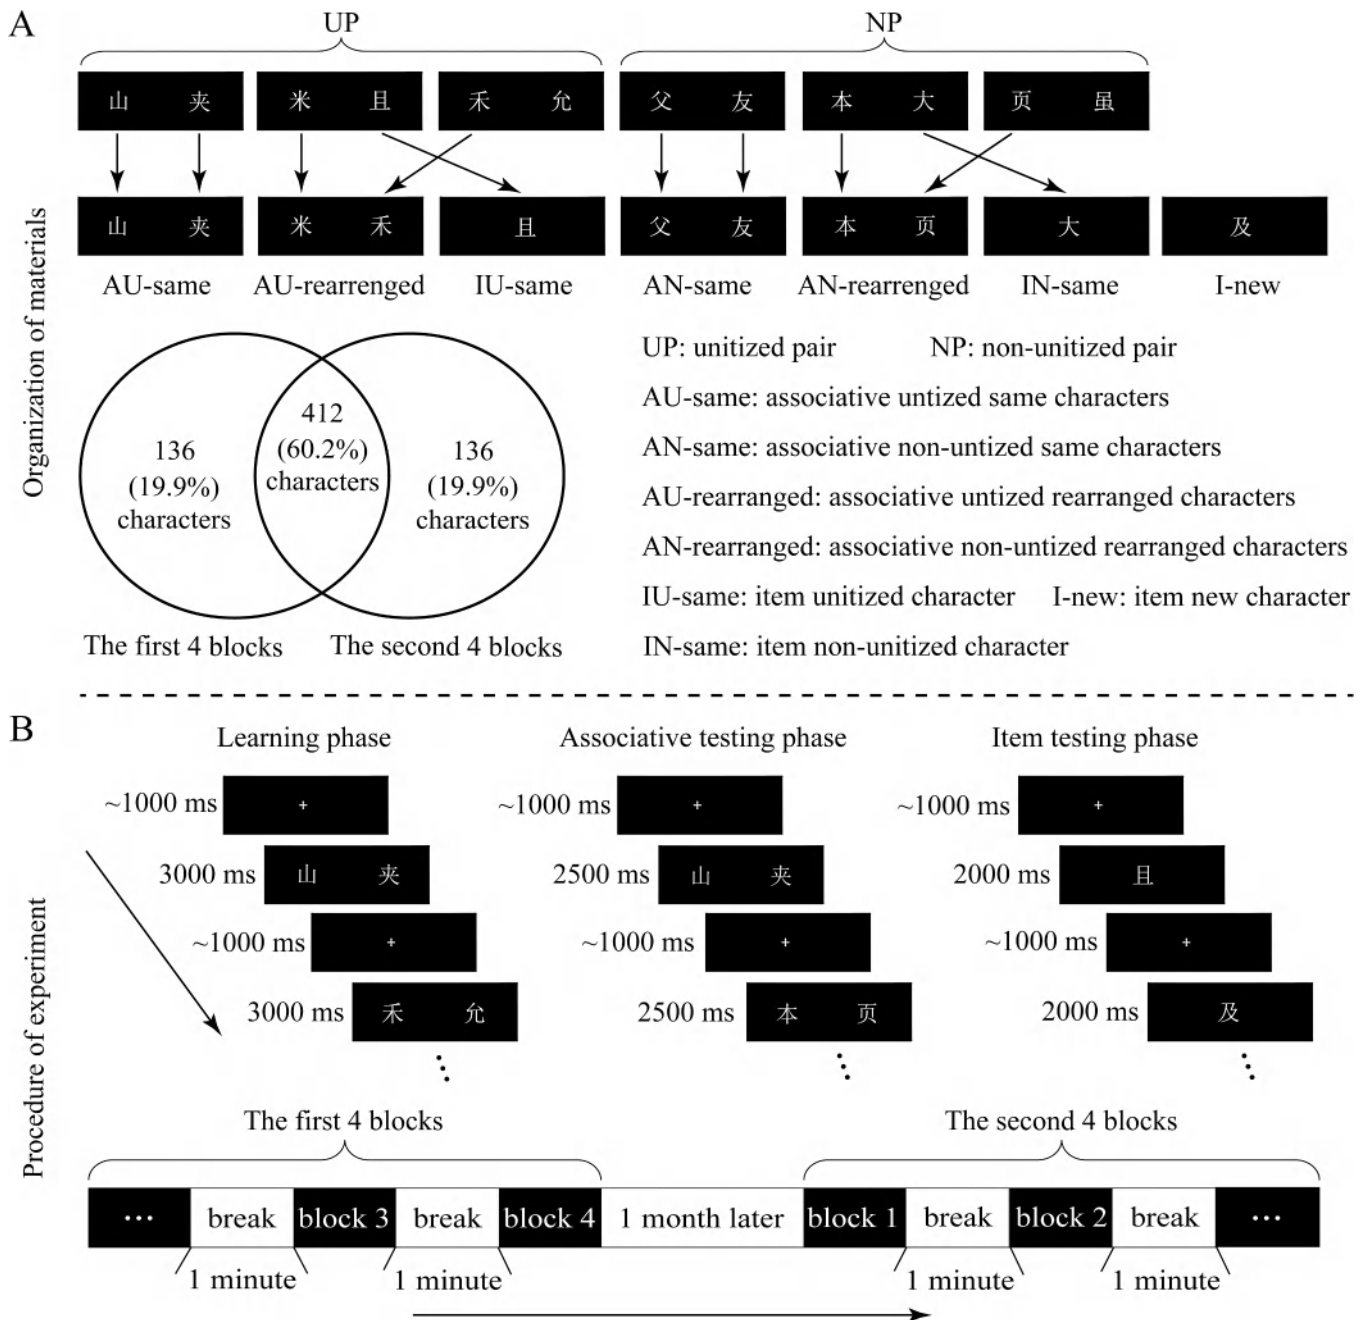 A
UP NP
山 夹 米 且 禾 允 父 友 本 大 页 虽
山 夹 米 禾 且 父 友 本 页 大 及
AU-same AU-rearrenged IU-same AN-same AN-rearrenged IN-same I-new
Organization of materials
136
(19.9%)
characters
412
(60.2%)
characters
136
(19.9%)
characters
The first 4 blocks The second 4 blocks
UP: unitized pair NP: non-unitized pair
AU-same: associative untized same characters
AN-same: associative non-untized same characters
AU-rearranged: associative untized rearranged characters
AN-rearranged: associative non-untized rearranged characters
IU-same: item unitized character I-new: item new character
IN-same: item non-unitized character
B
Procedure of experiment
Learning phase
~1000 ms +
3000 ms 山 夹
~1000 ms +
3000 ms 禾 允
Associative testing phase
~1000 ms +
2500 ms 山 夹
~1000 ms +
2500 ms 本 页
Item testing phase
~1000 ms +
2000 ms 且
~1000 ms +
2000 ms 及
The first 4 blocks The second 4 blocks
... break block 3 break block 4 1 month later block 1 break block 2 break ...
1 minute 1 minute 1 minute 1 minute